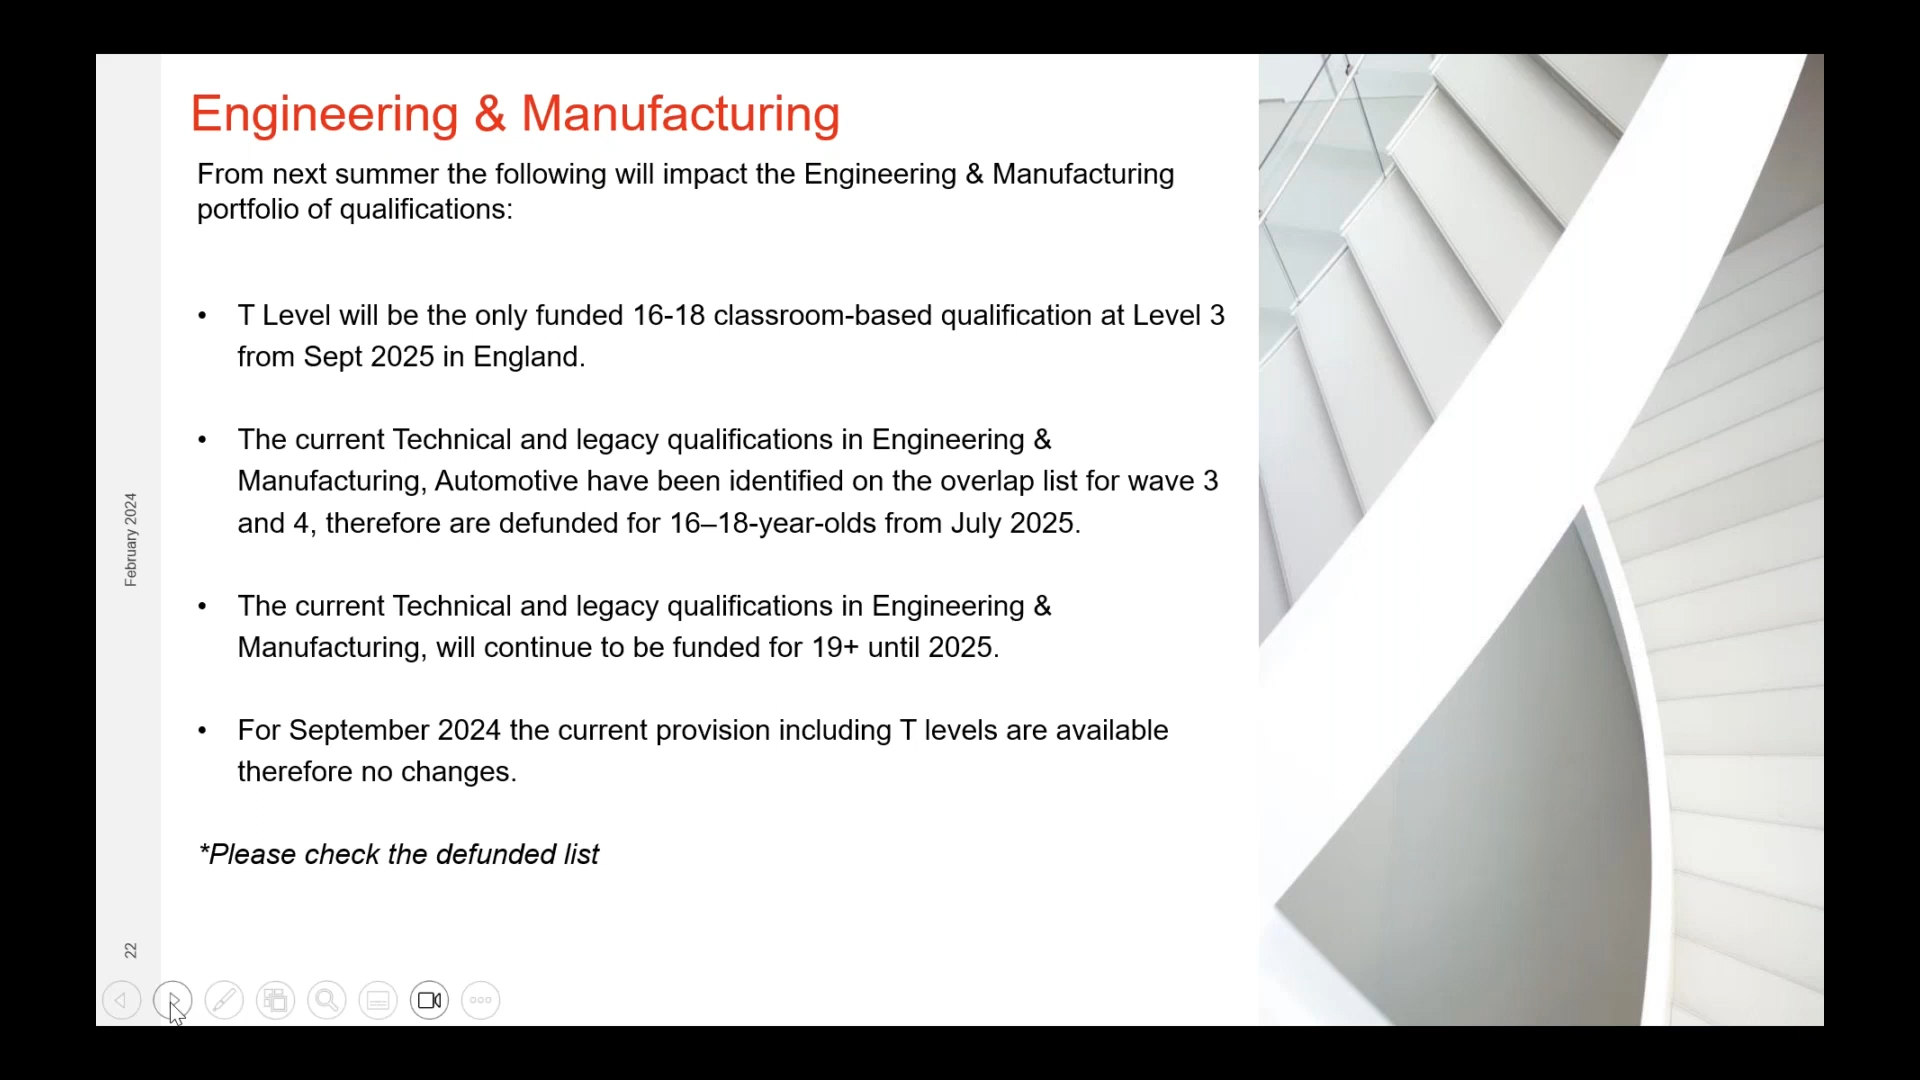 Engineering & Manufacturing
From next summer the following will impact the Engineering & Manufacturing
portfolio of qualifications:
• T Level will be the only funded 16-18 classroom-based qualification at Level 3
from Sept 2025 in England.
• The current Technical and legacy qualifications in Engineering &
Manufacturing, Automotive have been identified on the overlap list for wave 3
and 4, therefore are defunded for 16–18-year-olds from July 2025.
• The current Technical and legacy qualifications in Engineering &
Manufacturing, will continue to be funded for 19+ until 2025.
• For September 2024 the current provision including T levels are available
therefore no changes.
*Please check the defunded list
February 2024
22